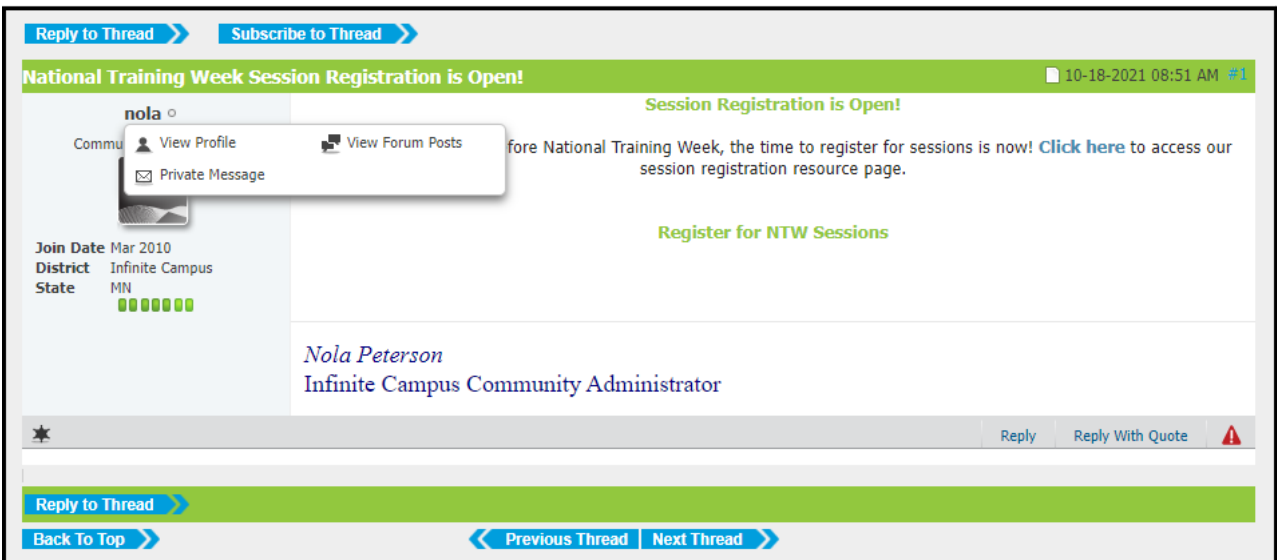 Reply to Thread Subscribe to Thread
National Training Week Session Registration is Open! 10-18-2021 08:51 AM #1
nola
Commu
View Profile View Forum Posts
Private Message
Join Date Mar 2010
District Infinite Campus
State MN
Session Registration is Open!
fore National Training Week, the time to register for sessions is now! Click here to access our
session registration resource page.
Register for NTW Sessions
Nola Peterson
Infinite Campus Community Administrator
Reply Reply With Quote
Reply to Thread
Back To Top Previous Thread Next Thread